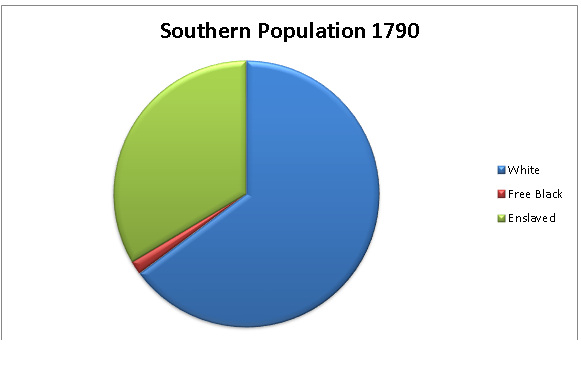 Southern Population 1790
White
Free Black
Enslaved